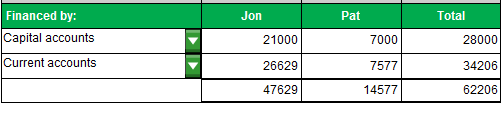 Financed by: Jon Pat Total
Capital accounts 21000 7000 28000
Current accounts 26629 7577 34206
47629 14577 62206